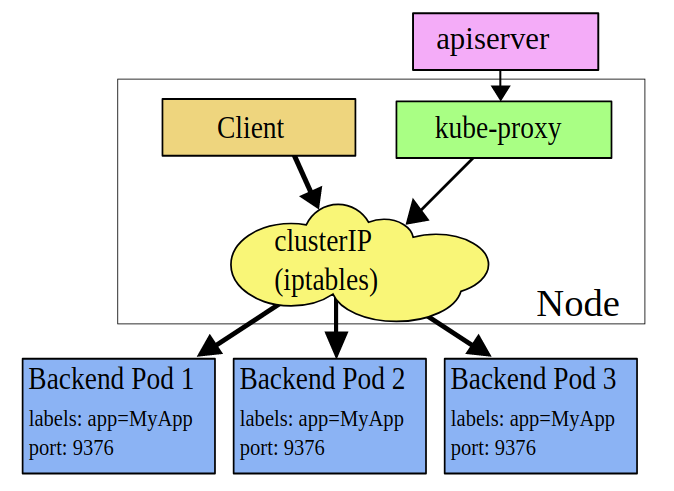 apiserver
Client
kube-proxy
clusterIP
(iptables)
Node
Backend Pod 1
labels: app=MyApp
port: 9376
Backend Pod 2
labels: app=MyApp
port: 9376
Backend Pod 3
labels: app=MyApp
port: 9376